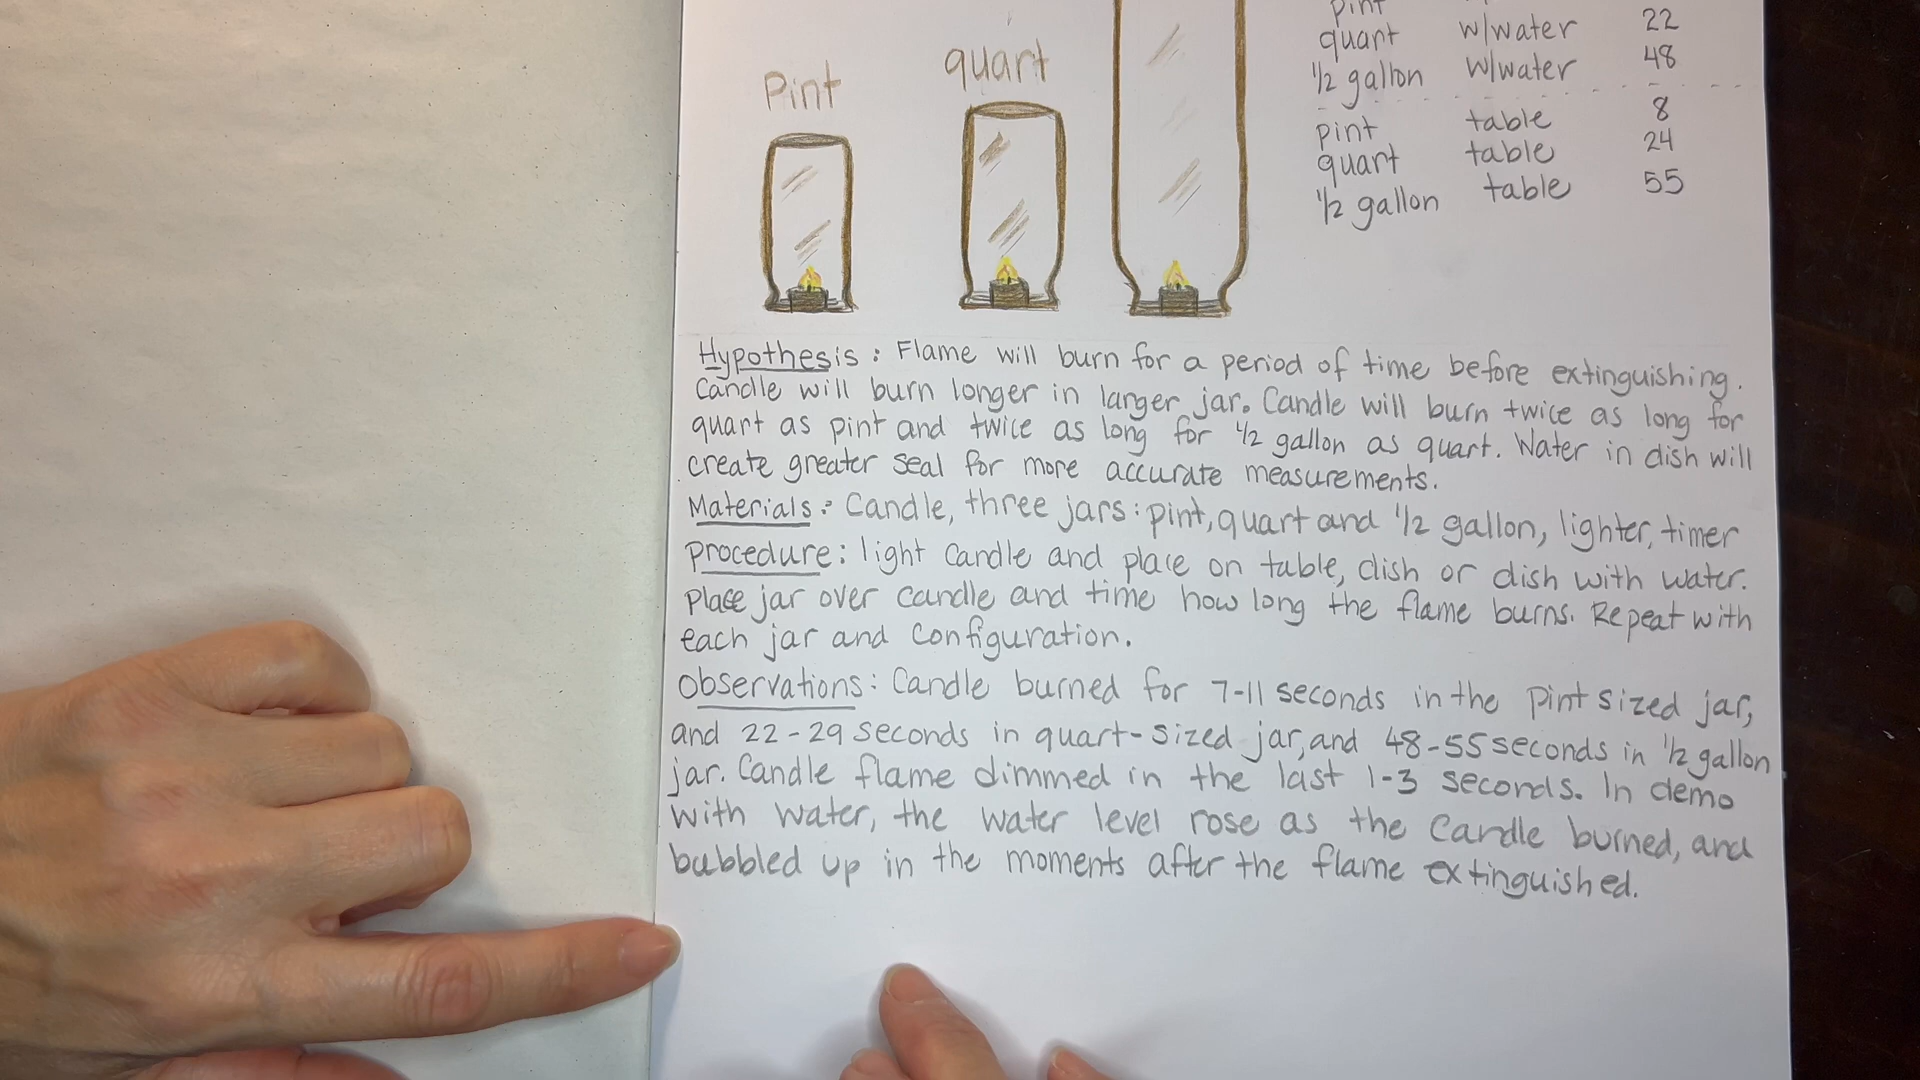 pint
quart w/water 22
1/2 gallon w/water 48
pint table 8
quart table 24
1/2 gallon table 55
Pint
quart
Hypothesis: Flame will burn for a period of time before extinguishing.
Candle will burn longer in larger jar. Candle will burn twice as long for
quart as pint and twice as long for 1/2 gallon as quart. Water in dish will
create greater seal for more accurate measurements.
Materials: Candle, three jars: pint, quart and 1/2 gallon, lighter, timer
Procedure: light candle and place on table, dish or dish with water.
Place jar over candle and time how long the flame burns. Repeat with
each jar and configuration.
Observations: Candle burned for 7-11 seconds in the pint sized jar,
and 22-29 seconds in quart-sized jar, and 48-55 seconds in 1/2 gallon
jar. Candle flame dimmed in the last 1-3 seconds. In demo
with water, the water level rose as the candle burned, and
bubbled up in the moments after the flame extinguished.